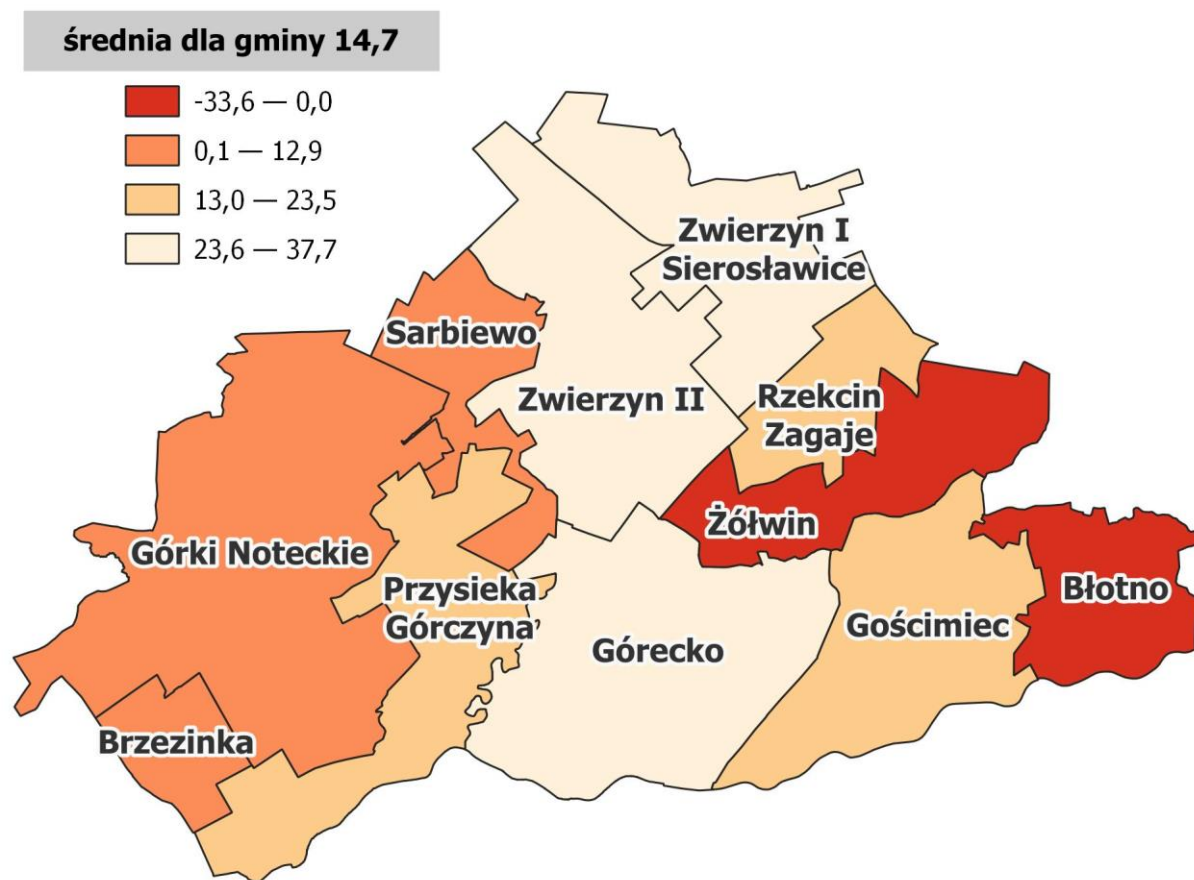 średnia dla gminy 14,7
-33,6 — 0,0
0,1 — 12,9
13,0 — 23,5
23,6 — 37,7
Zwierzyn I
Sierosławice
Sarbiewo
Zwierzyn II
Rzekcin
Zagaje
Żółwin
Górki Noteckie
Przysieka
Górczyna
Górecko
Gościmiec
Błotno
Brzezinka